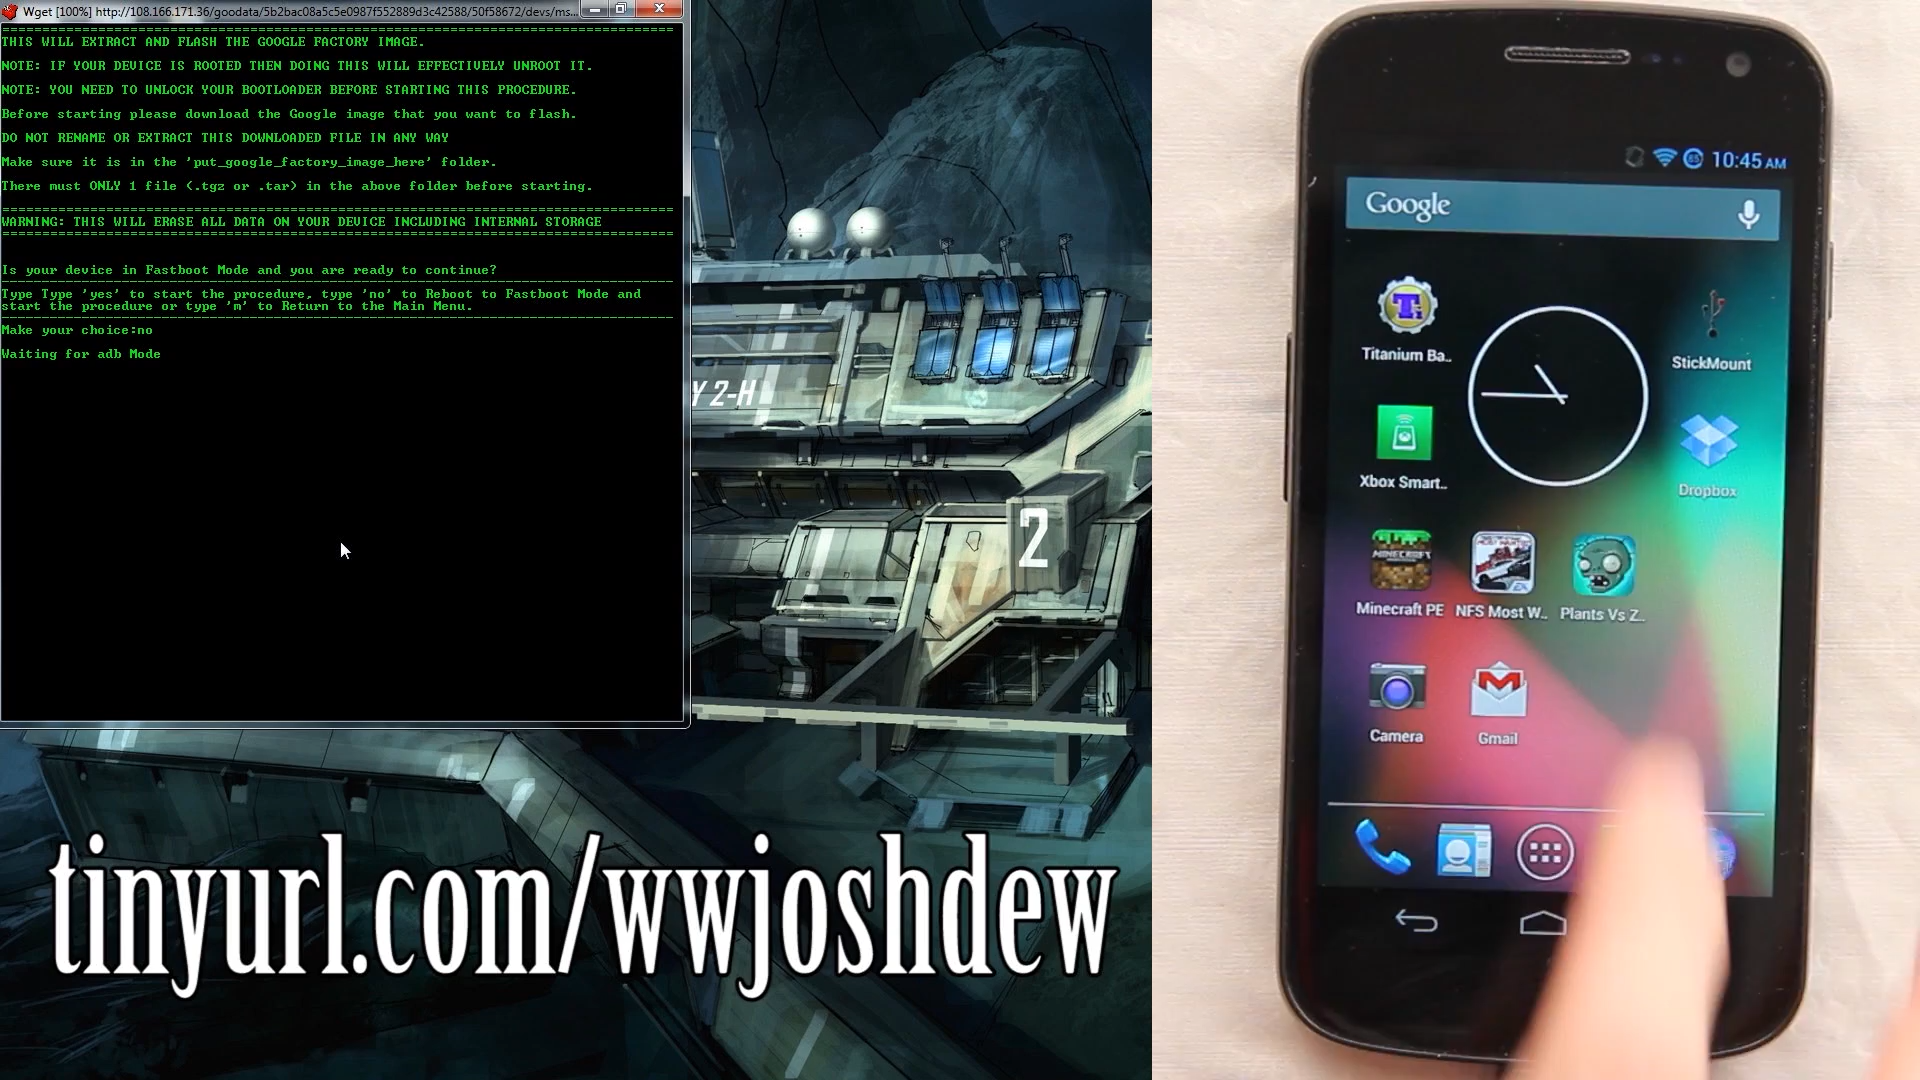 Wget [100%] http://108.166.171.36/goodata/5b2bac08a5c5e0987f552889d3c42588/50f58672/devs/ms...
THIS WILL EXTRACT AND FLASH THE GOOGLE FACTORY IMAGE.
NOTE: IF YOUR DEVICE IS ROOTED THEN DOING THIS WILL EFFECTIVELY UNROOT IT.
NOTE: YOU NEED TO UNLOCK YOUR BOOTLOADER BEFORE STARTING THIS PROCEDURE.
Before starting please download the Google image that you want to flash.
DO NOT RENAME OR EXTRACT THIS DOWNLOADED FILE IN ANY WAY
Make sure it is in the 'put_google_factory_image_here' folder.
There must ONLY 1 file (.tgz or .tar) in the above folder before starting.
WARNING: THIS WILL ERASE ALL DATA ON YOUR DEVICE INCLUDING INTERNAL STORAGE
Is your device in Fastboot Mode and you are ready to continue?
Type Type 'yes' to start the procedure, type 'no' to Reboot to Fastboot Mode and
start the procedure or type 'm' to Return to the Main Menu.
Make your choice:no
Waiting for adb Mode
Y 2-H
2
tinyurl.com/wwjoshdew
65 10:45 AM
Google
Titanium Ba..
StickMount
Xbox Smart..
Dropbox
MINECRAFT
Minecraft PE
NFS Most W..
Plants Vs Z..
Camera
Gmail